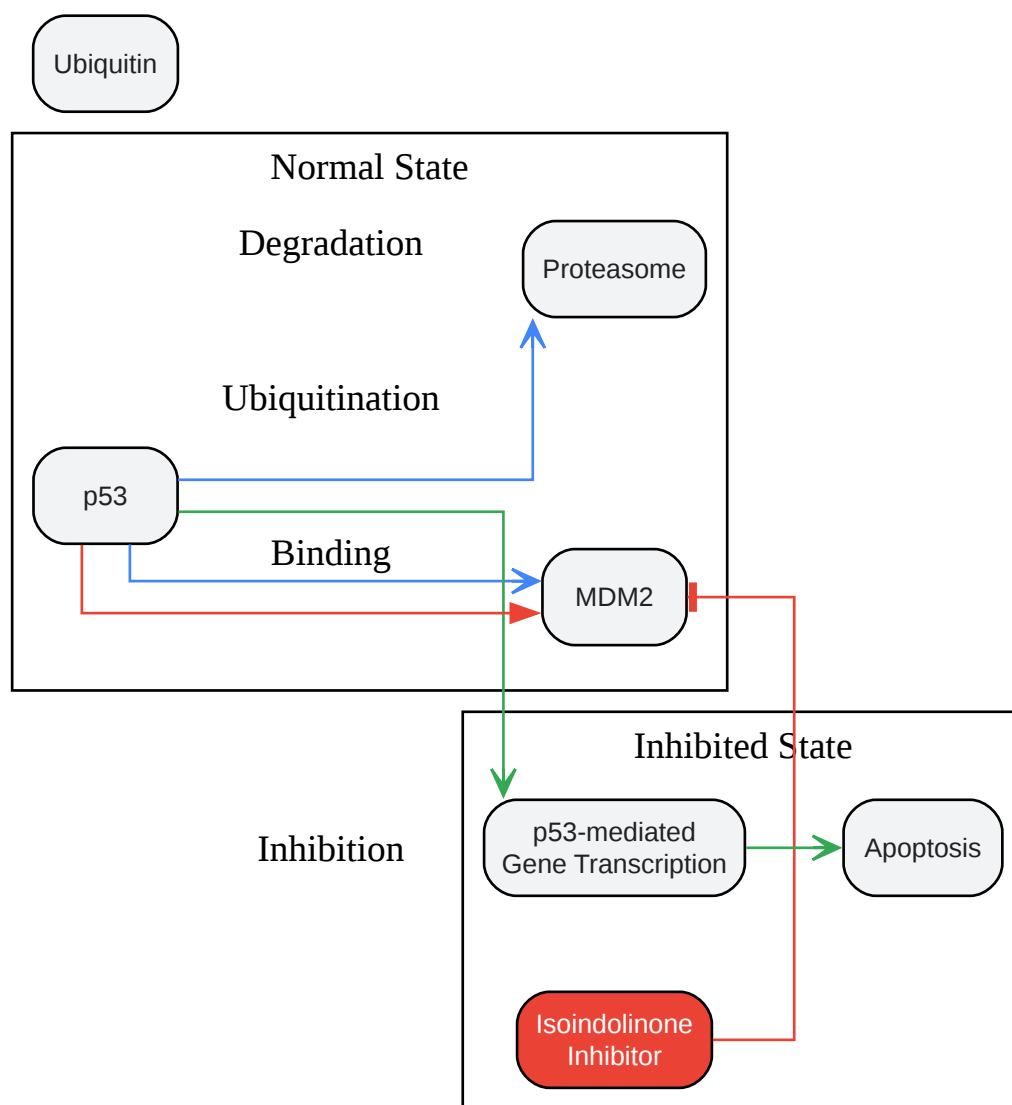 Ubiquitin
Normal State
Degradation
Proteasome
Ubiquitination
p53
Binding
MDM2
Inhibited State
Inhibition
p53-mediated
Gene Transcription
Apoptosis
Isoindolinone
Inhibitor